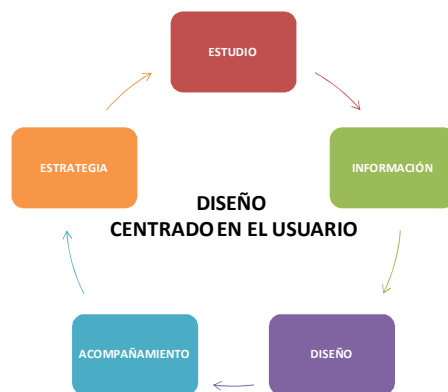 ESTUDIO
ESTRATEGIA
INFORMACIÓN
DISEÑO
CENTRADO EN EL USUARIO
ACOMPAÑAMIENTO
DISEÑO